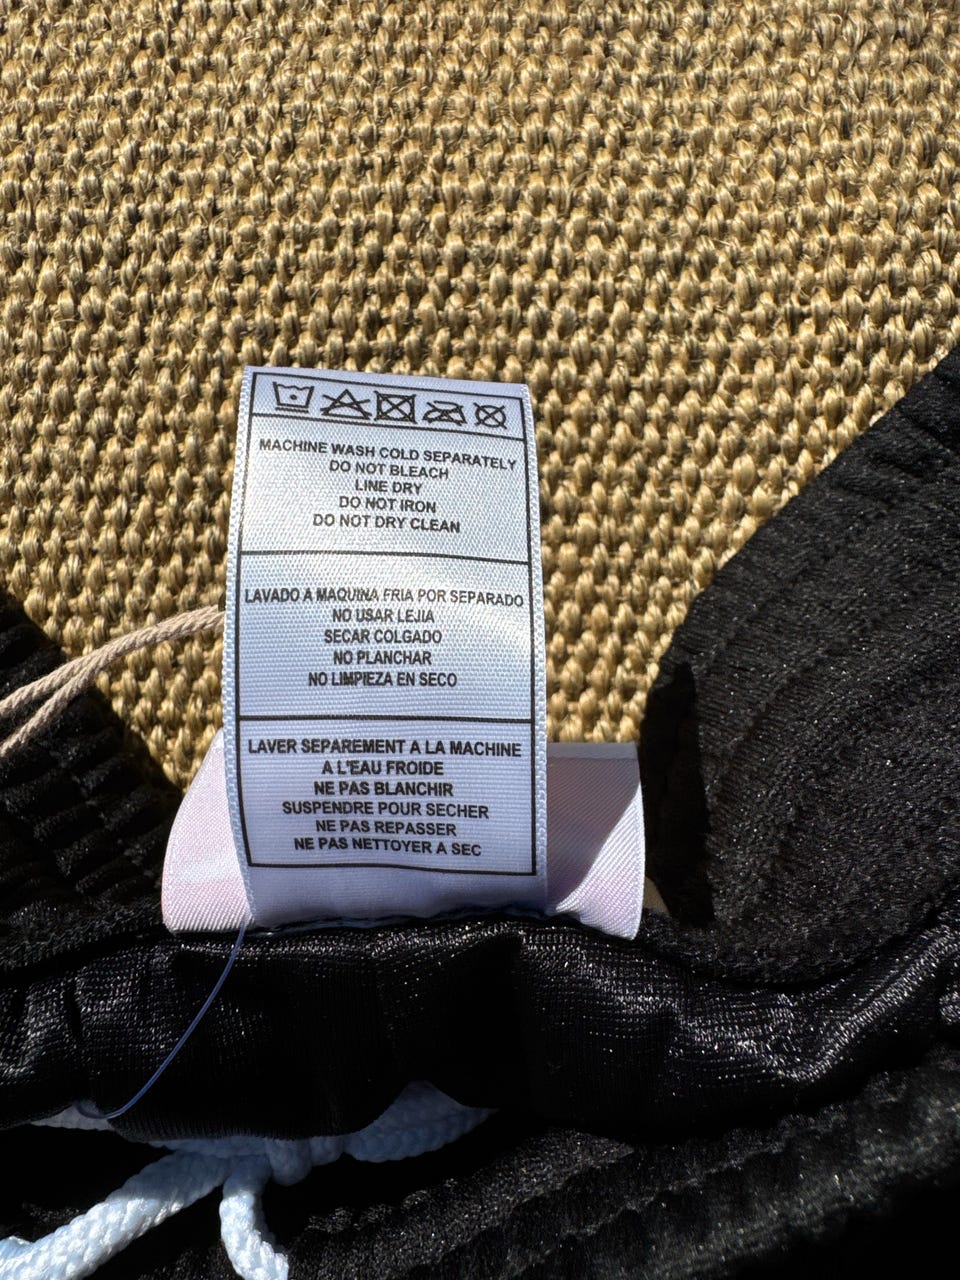 MACHINE WASH COLD SEPARATELY
DO NOT BLEACH
LINE DRY
DO NOT IRON
DO NOT DRY CLEAN
LAVADO A MAQUINA FRIA POR SEPARADO
NO USAR LEJIA
SECAR COLGADO
NO PLANCHAR
NO LIMPIEZA EN SECO
LAVER SEPAREMENT A LA MACHINE
A L'EAU FROIDE
NE PAS BLANCHIR
SUSPENDRE POUR SECHER
NE PAS REPASSER
NE PAS NETTOYER A SEC